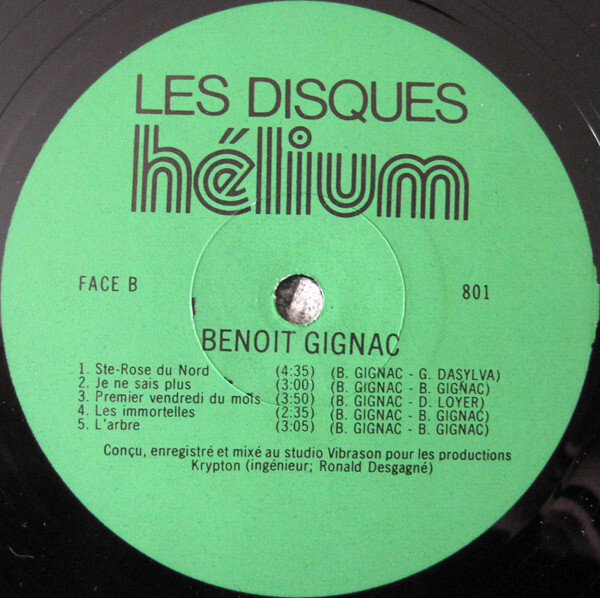 LES DISQUES
hélium
FACE B 801
BENOIT GIGNAC
1. Ste-Rose du Nord (4:35) (B. GIGNAC - G. DASYLVA)
2. Je ne sais plus (3:00) (B. GIGNAC - B. GIGNAC)
3. Premier vendredi du mois (3:50) (B. GIGNAC - D. LOYER)
4. Les immortelles (2:35) (B. GIGNAC - B. GIGNAC)
5. L'arbre (3:05) (B. GIGNAC - B. GIGNAC)
Conçu, enregistré et mixé au studio Vibrason pour les productions
Krypton (ingénieur; Ronald Desgagné)